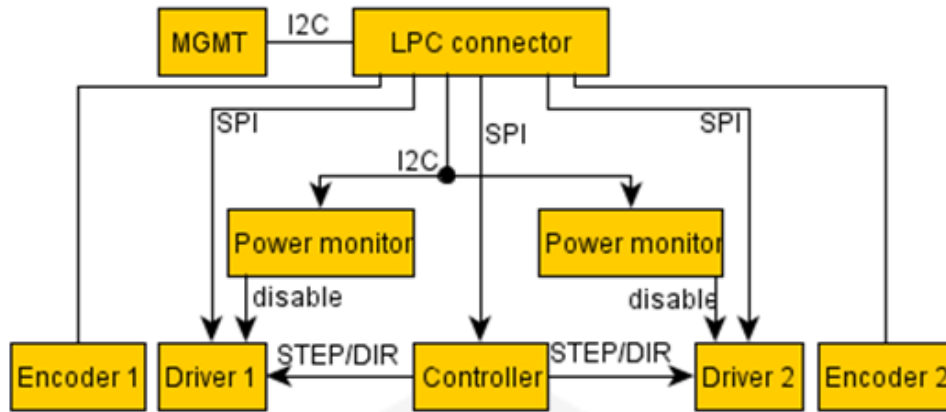 MGMT
I2C
LPC connector
SPI
SPI
SPI
I2C
Power monitor
Power monitor
disable
disable
Encoder 1
Driver 1
STEP/DIR
Controller
STEP/DIR
Driver 2
Encoder 2